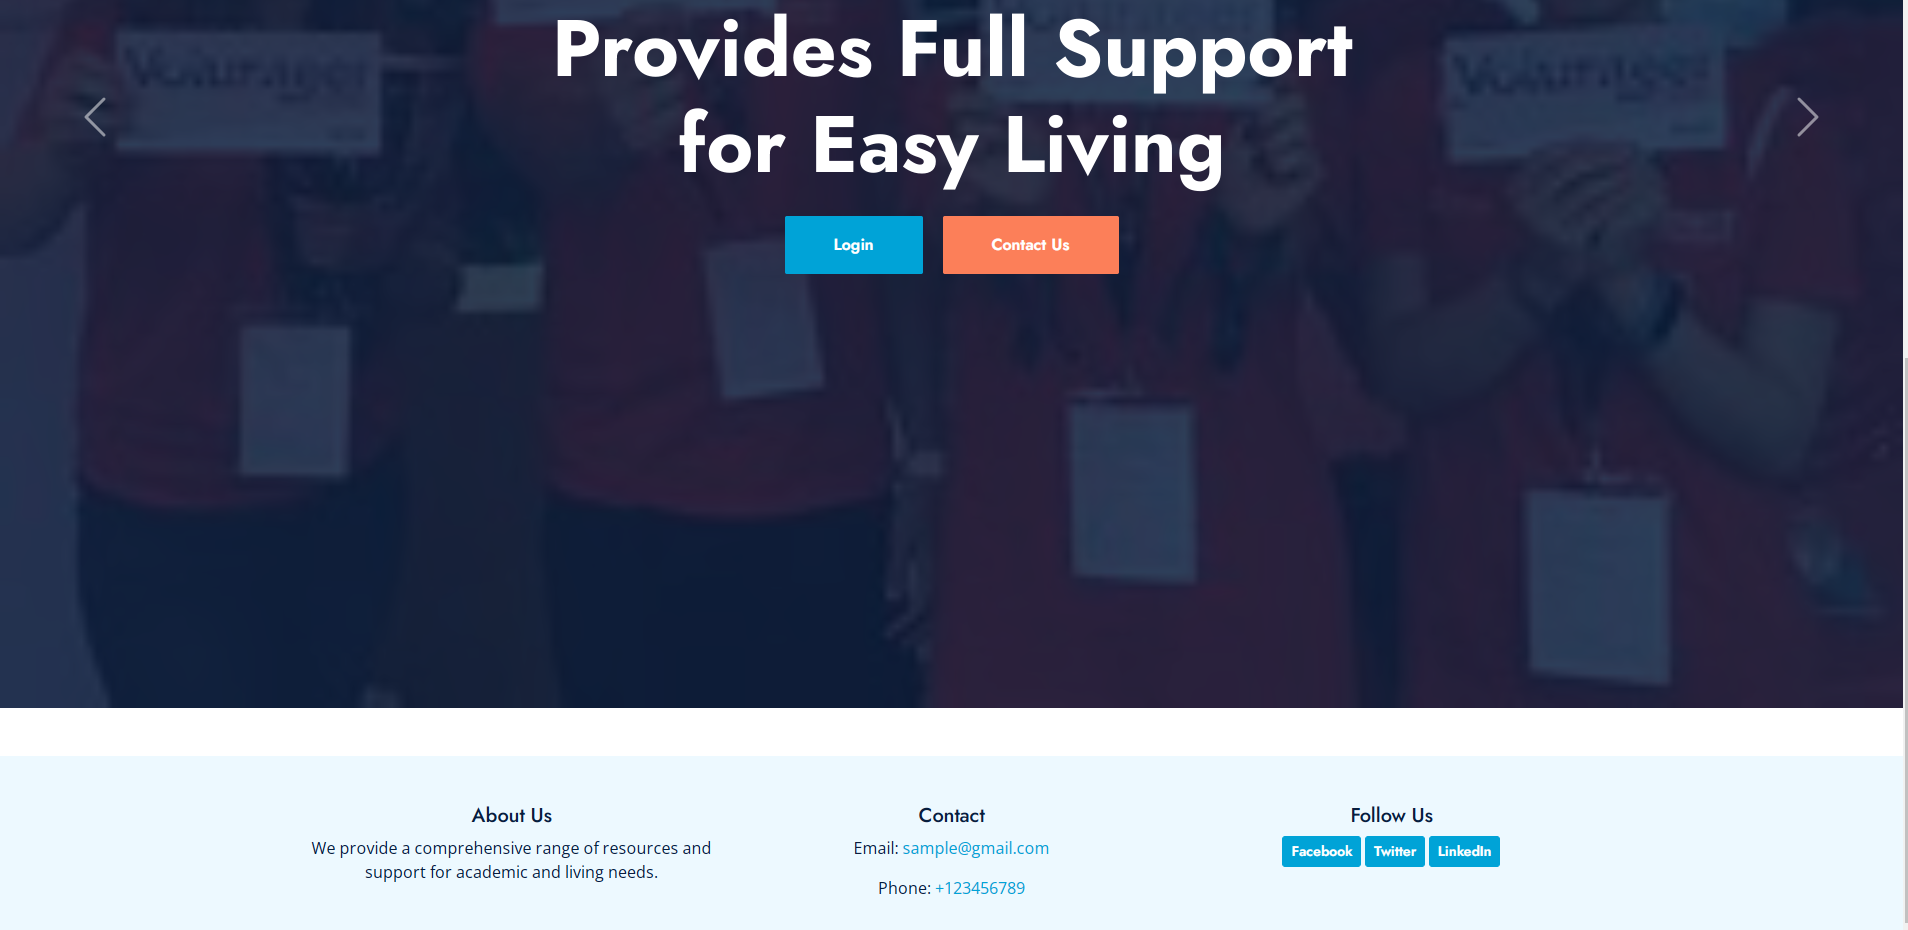 Provides Full Support
for Easy Living
Login
Contact Us
About Us
We provide a comprehensive range of resources and
support for academic and living needs.
Contact
Email: sample@gmail.com
Phone: +123456789
Follow Us
Facebook
Twitter
LinkedIn